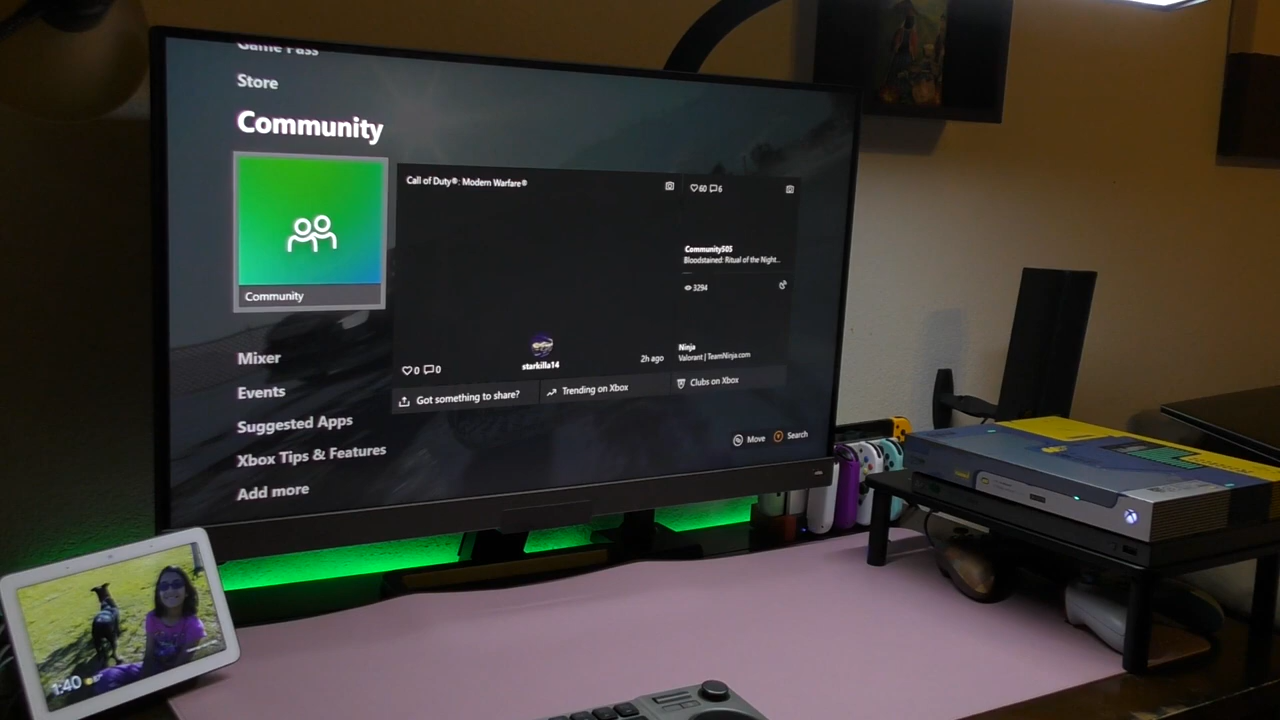 Game Pass
Store
Community
Community
Call of Duty®: Modern Warfare®
60 6
Community505
Bloodstained: Ritual of the Night...
3294
0 0
starkilla14
2h ago
Ninja
Valorant | TeamNinja.com
Got something to share?
Trending on Xbox
Clubs on Xbox
Mixer
Events
Suggested Apps
Xbox Tips & Features
Add more
Move
Y Search
1:40